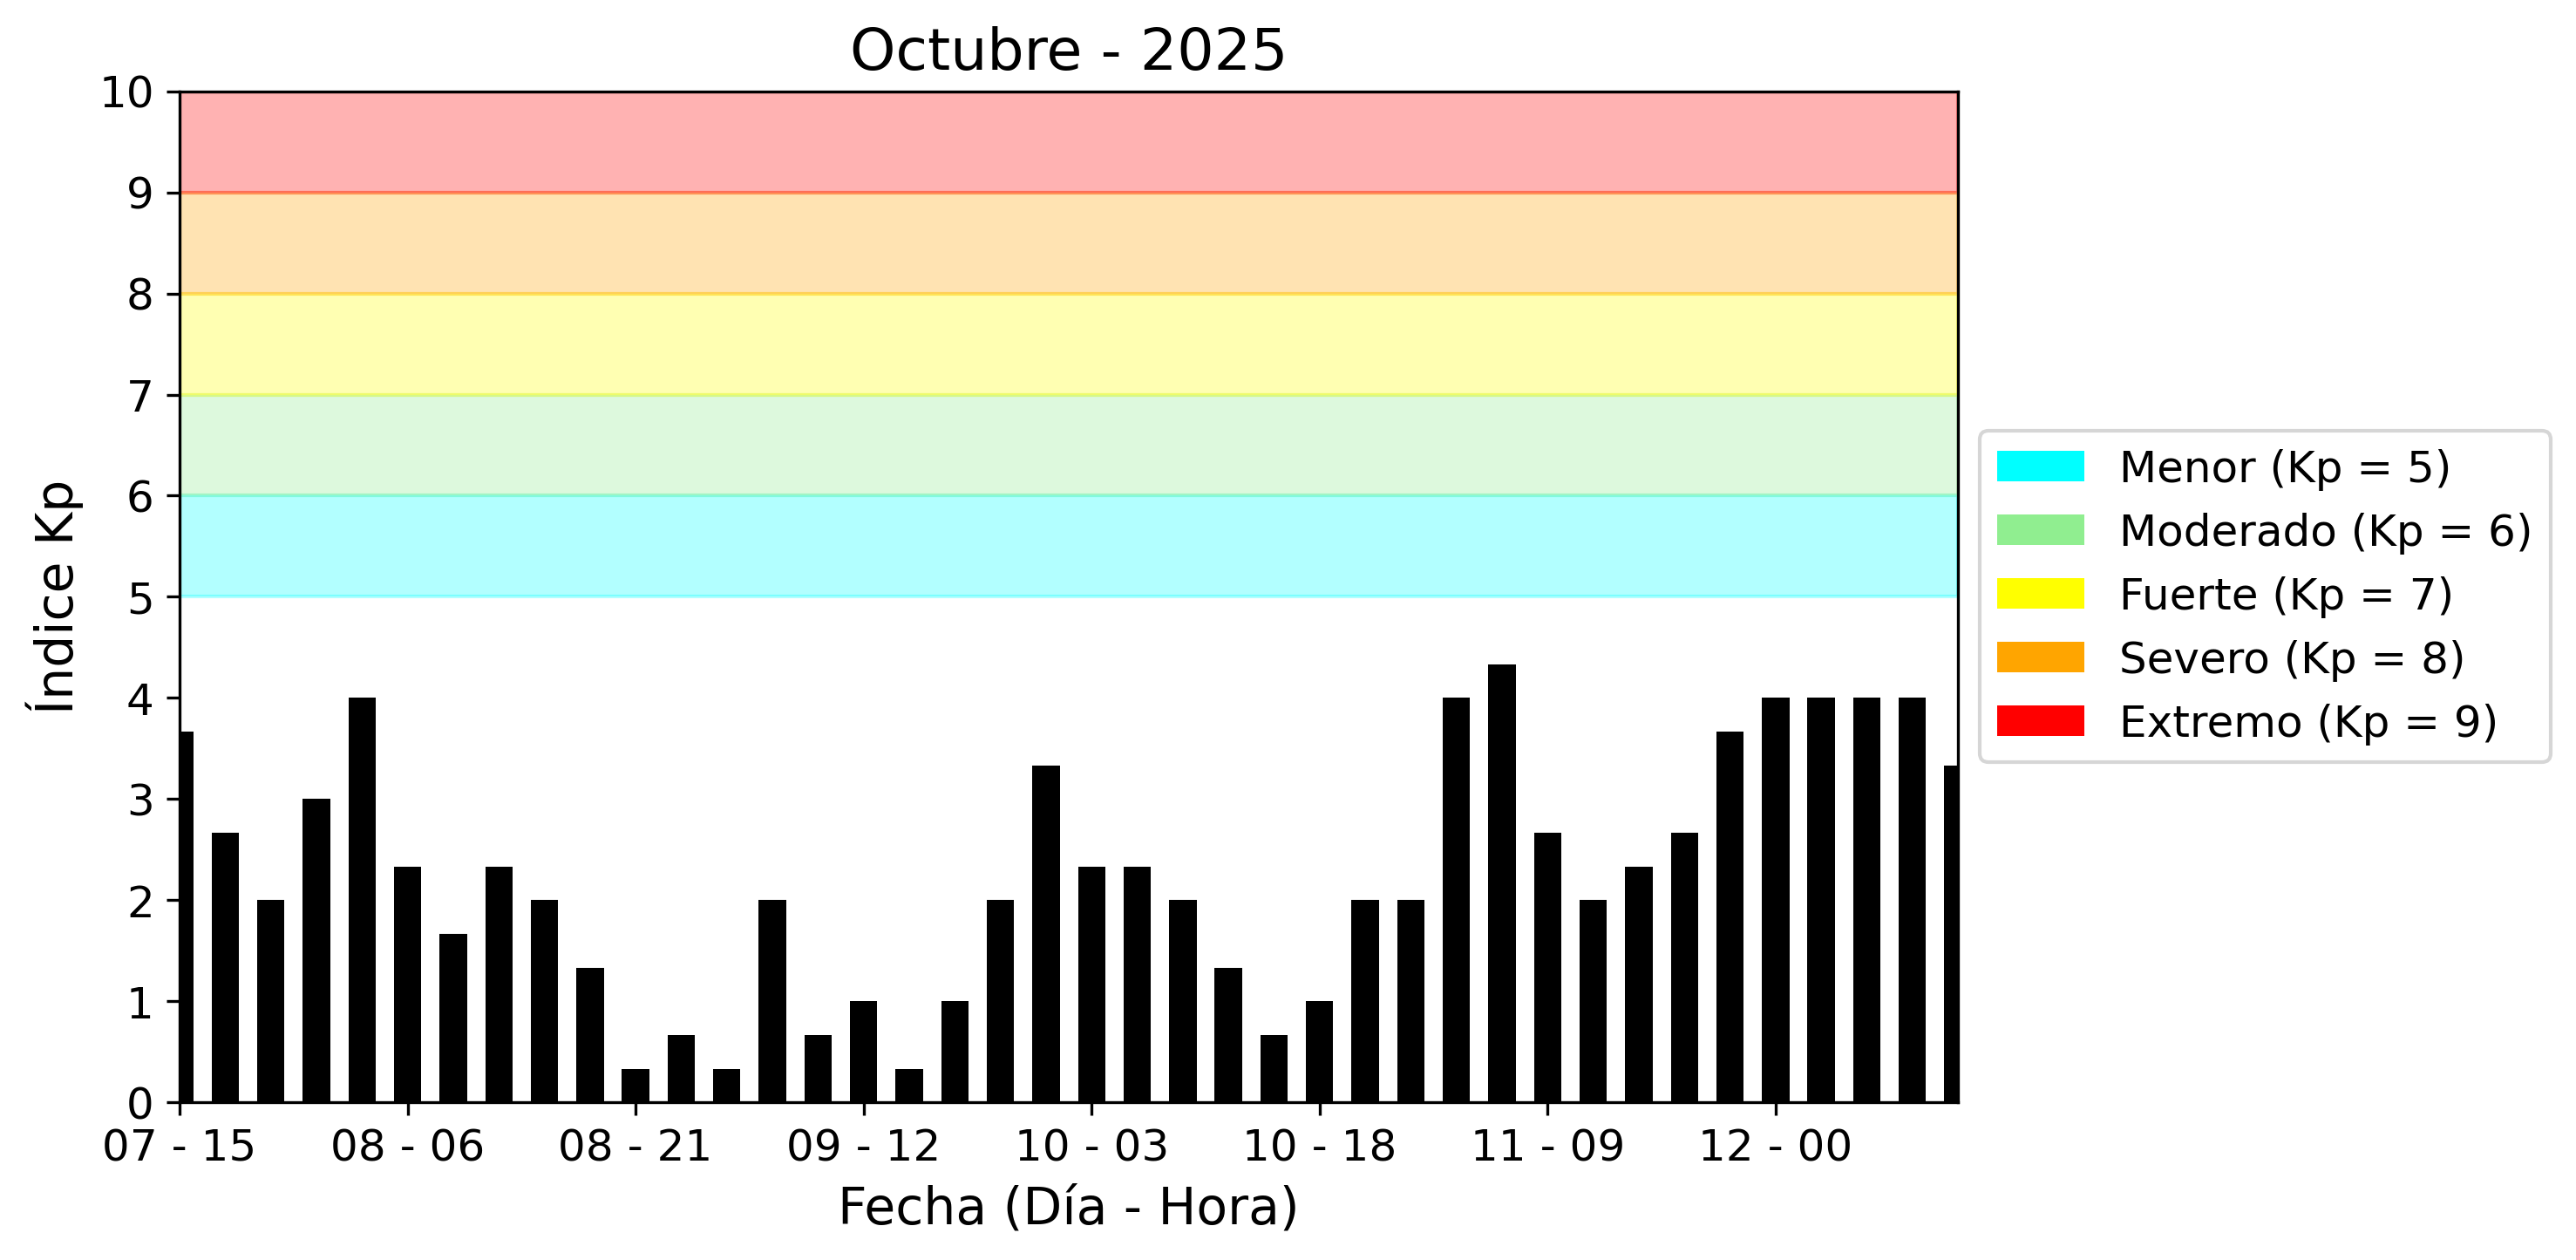 Octubre - 2025
10
9
8
7
6
5
4
3
2
1
0
Índice Kp
07 - 15 08 - 06 08 - 21 09 - 12 10 - 03 10 - 18 11 - 09 12 - 00
Fecha (Día - Hora)
Menor (Kp = 5)
Moderado (Kp = 6)
Fuerte (Kp = 7)
Severo (Kp = 8)
Extremo (Kp = 9)